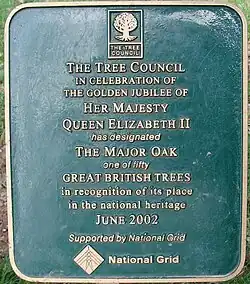 THE TREE
COUNCIL
THE TREE COUNCIL
IN CELEBRATION OF
THE GOLDEN JUBILEE OF
HER MAJESTY
QUEEN ELIZABETH II
has designated
THE MAJOR OAK
one of fifty
GREAT BRITISH TREES
in recognition of its place
in the national heritage
JUNE 2002
Supported by National Grid
National Grid